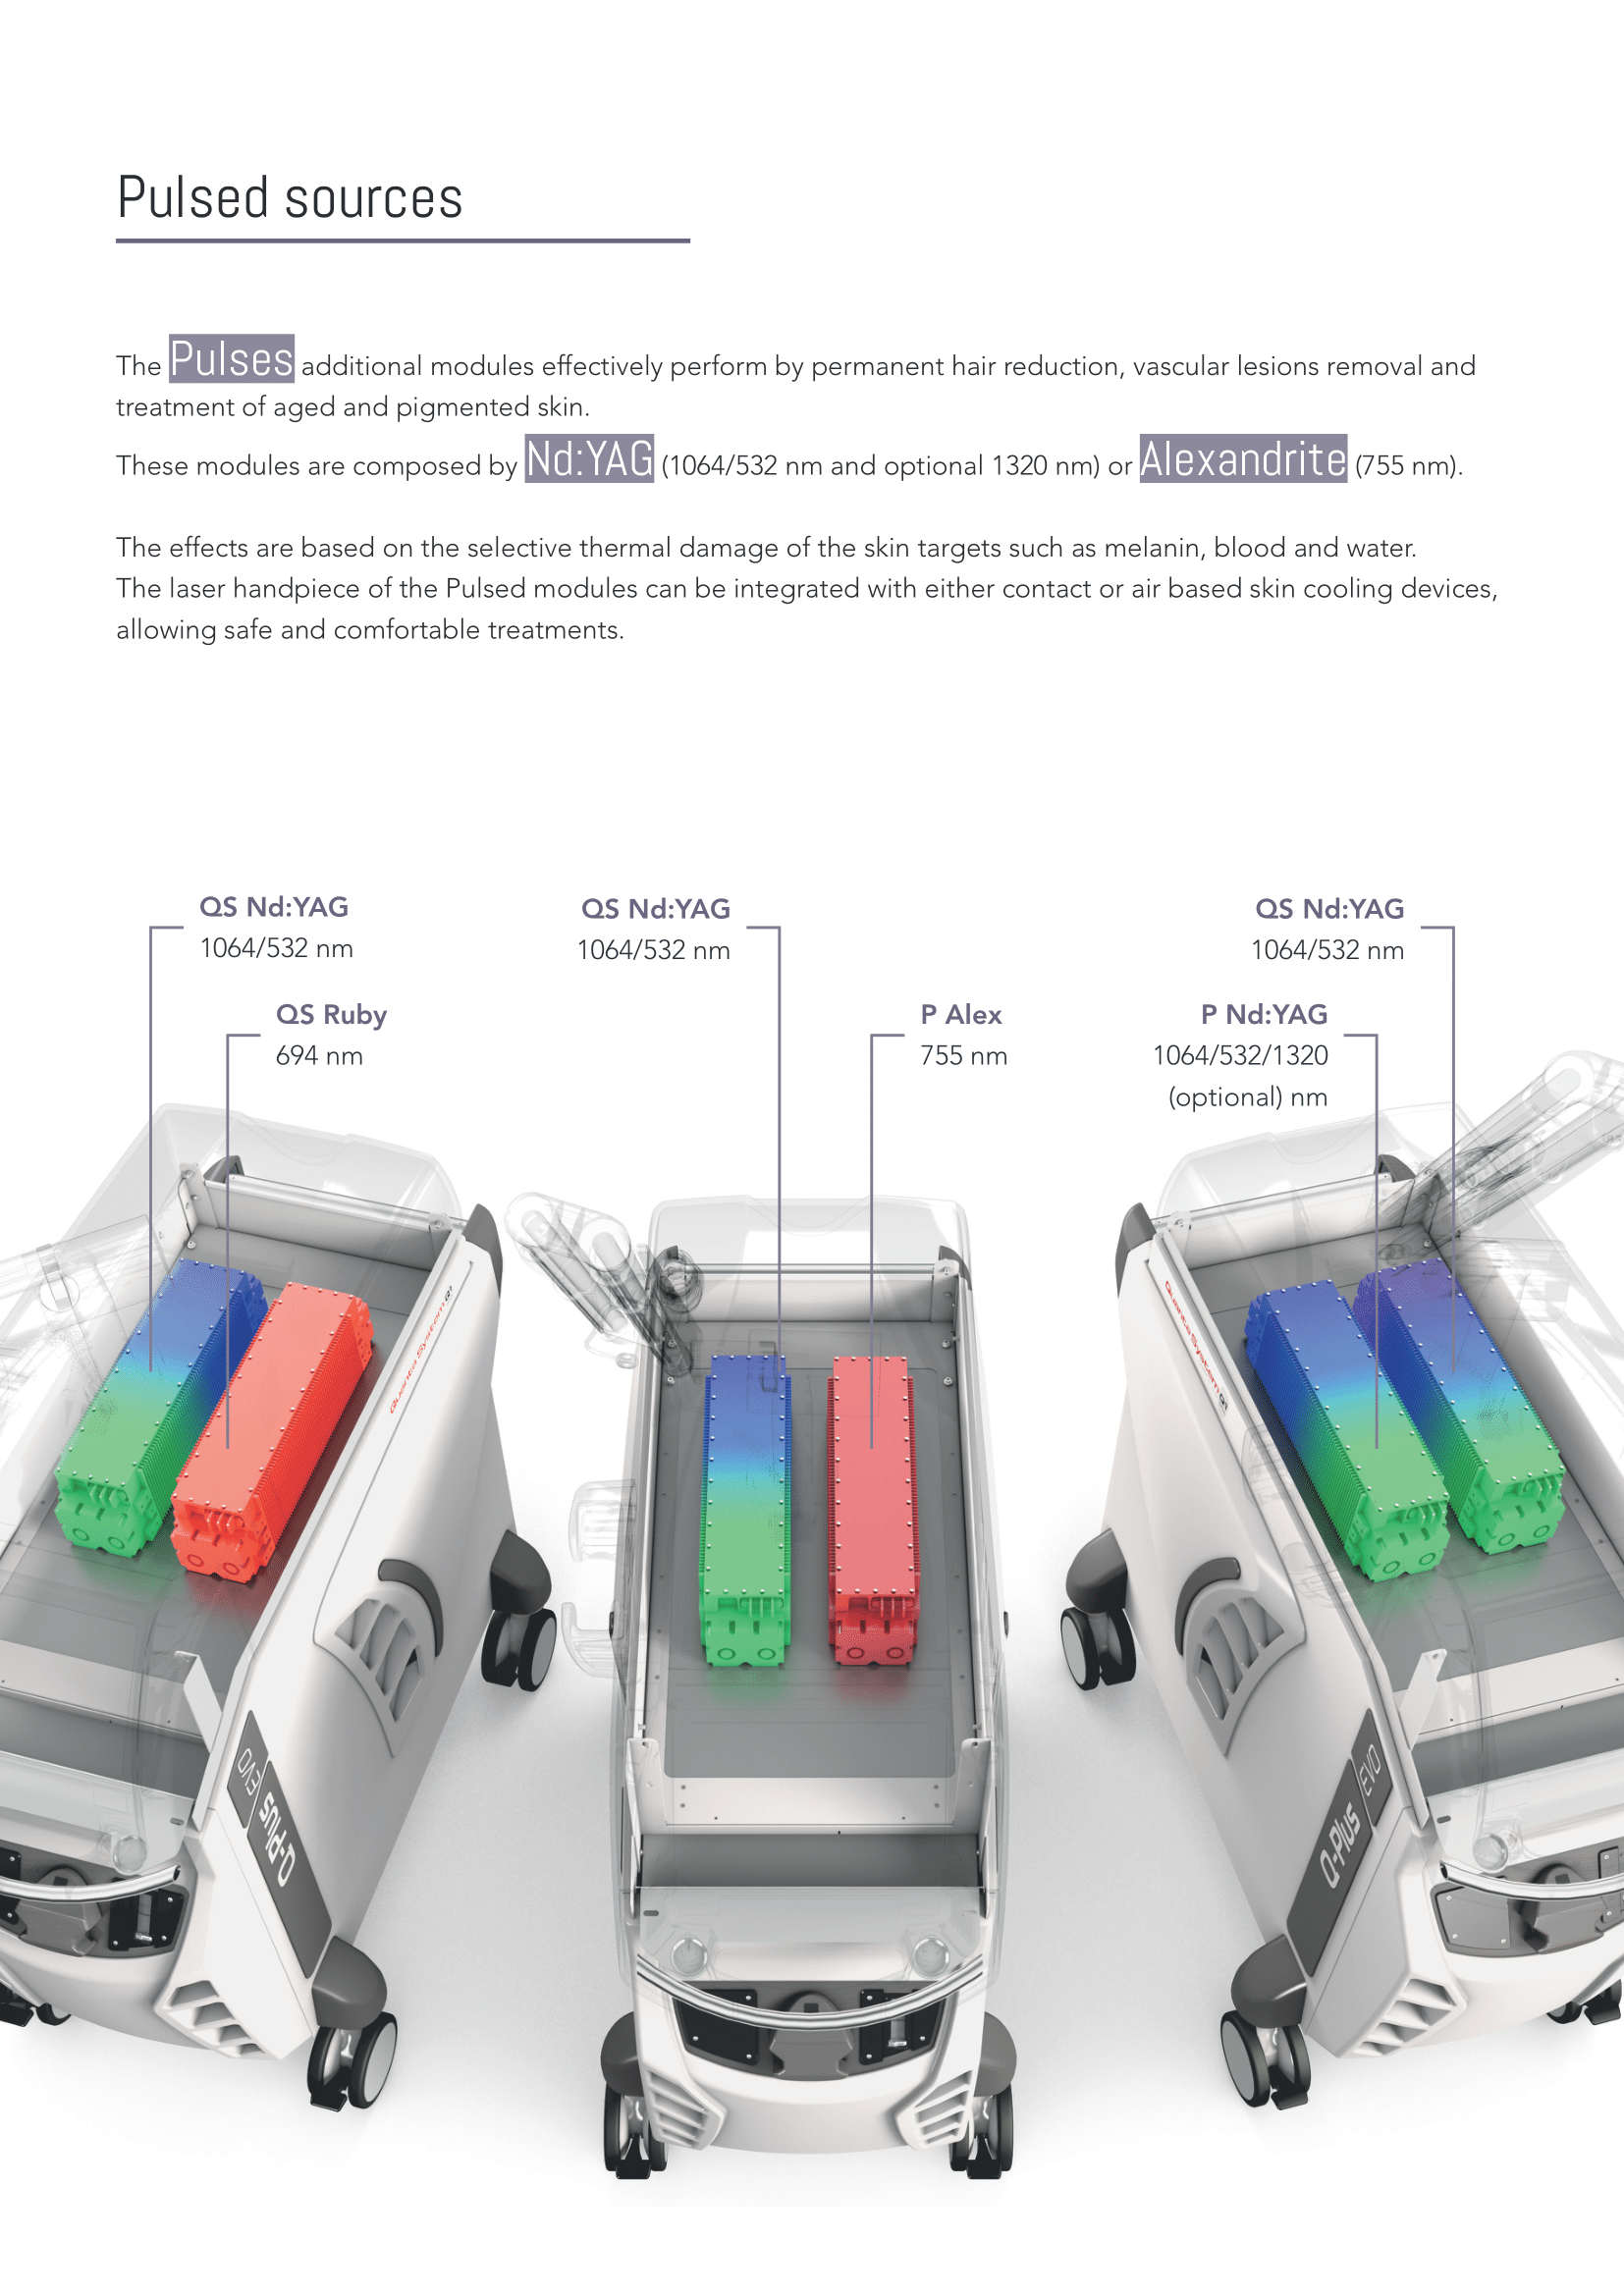 Pulsed sources
The Pulses additional modules effectively perform by permanent hair reduction, vascular lesions removal and
treatment of aged and pigmented skin.
These modules are composed by Nd:YAG (1064/532 nm and optional 1320 nm) or Alexandrite (755 nm).
The effects are based on the selective thermal damage of the skin targets such as melanin, blood and water.
The laser handpiece of the Pulsed modules can be integrated with either contact or air based skin cooling devices,
allowing safe and comfortable treatments.
QS Nd:YAG
1064/532 nm
QS Ruby
694 nm
QS Nd:YAG
1064/532 nm
P Alex
755 nm
QS Nd:YAG
1064/532 nm
P Nd:YAG
1064/532/1320
(optional) nm
Quanta System
Quanta System
Q-Plus EVO
Q-Plus EVO